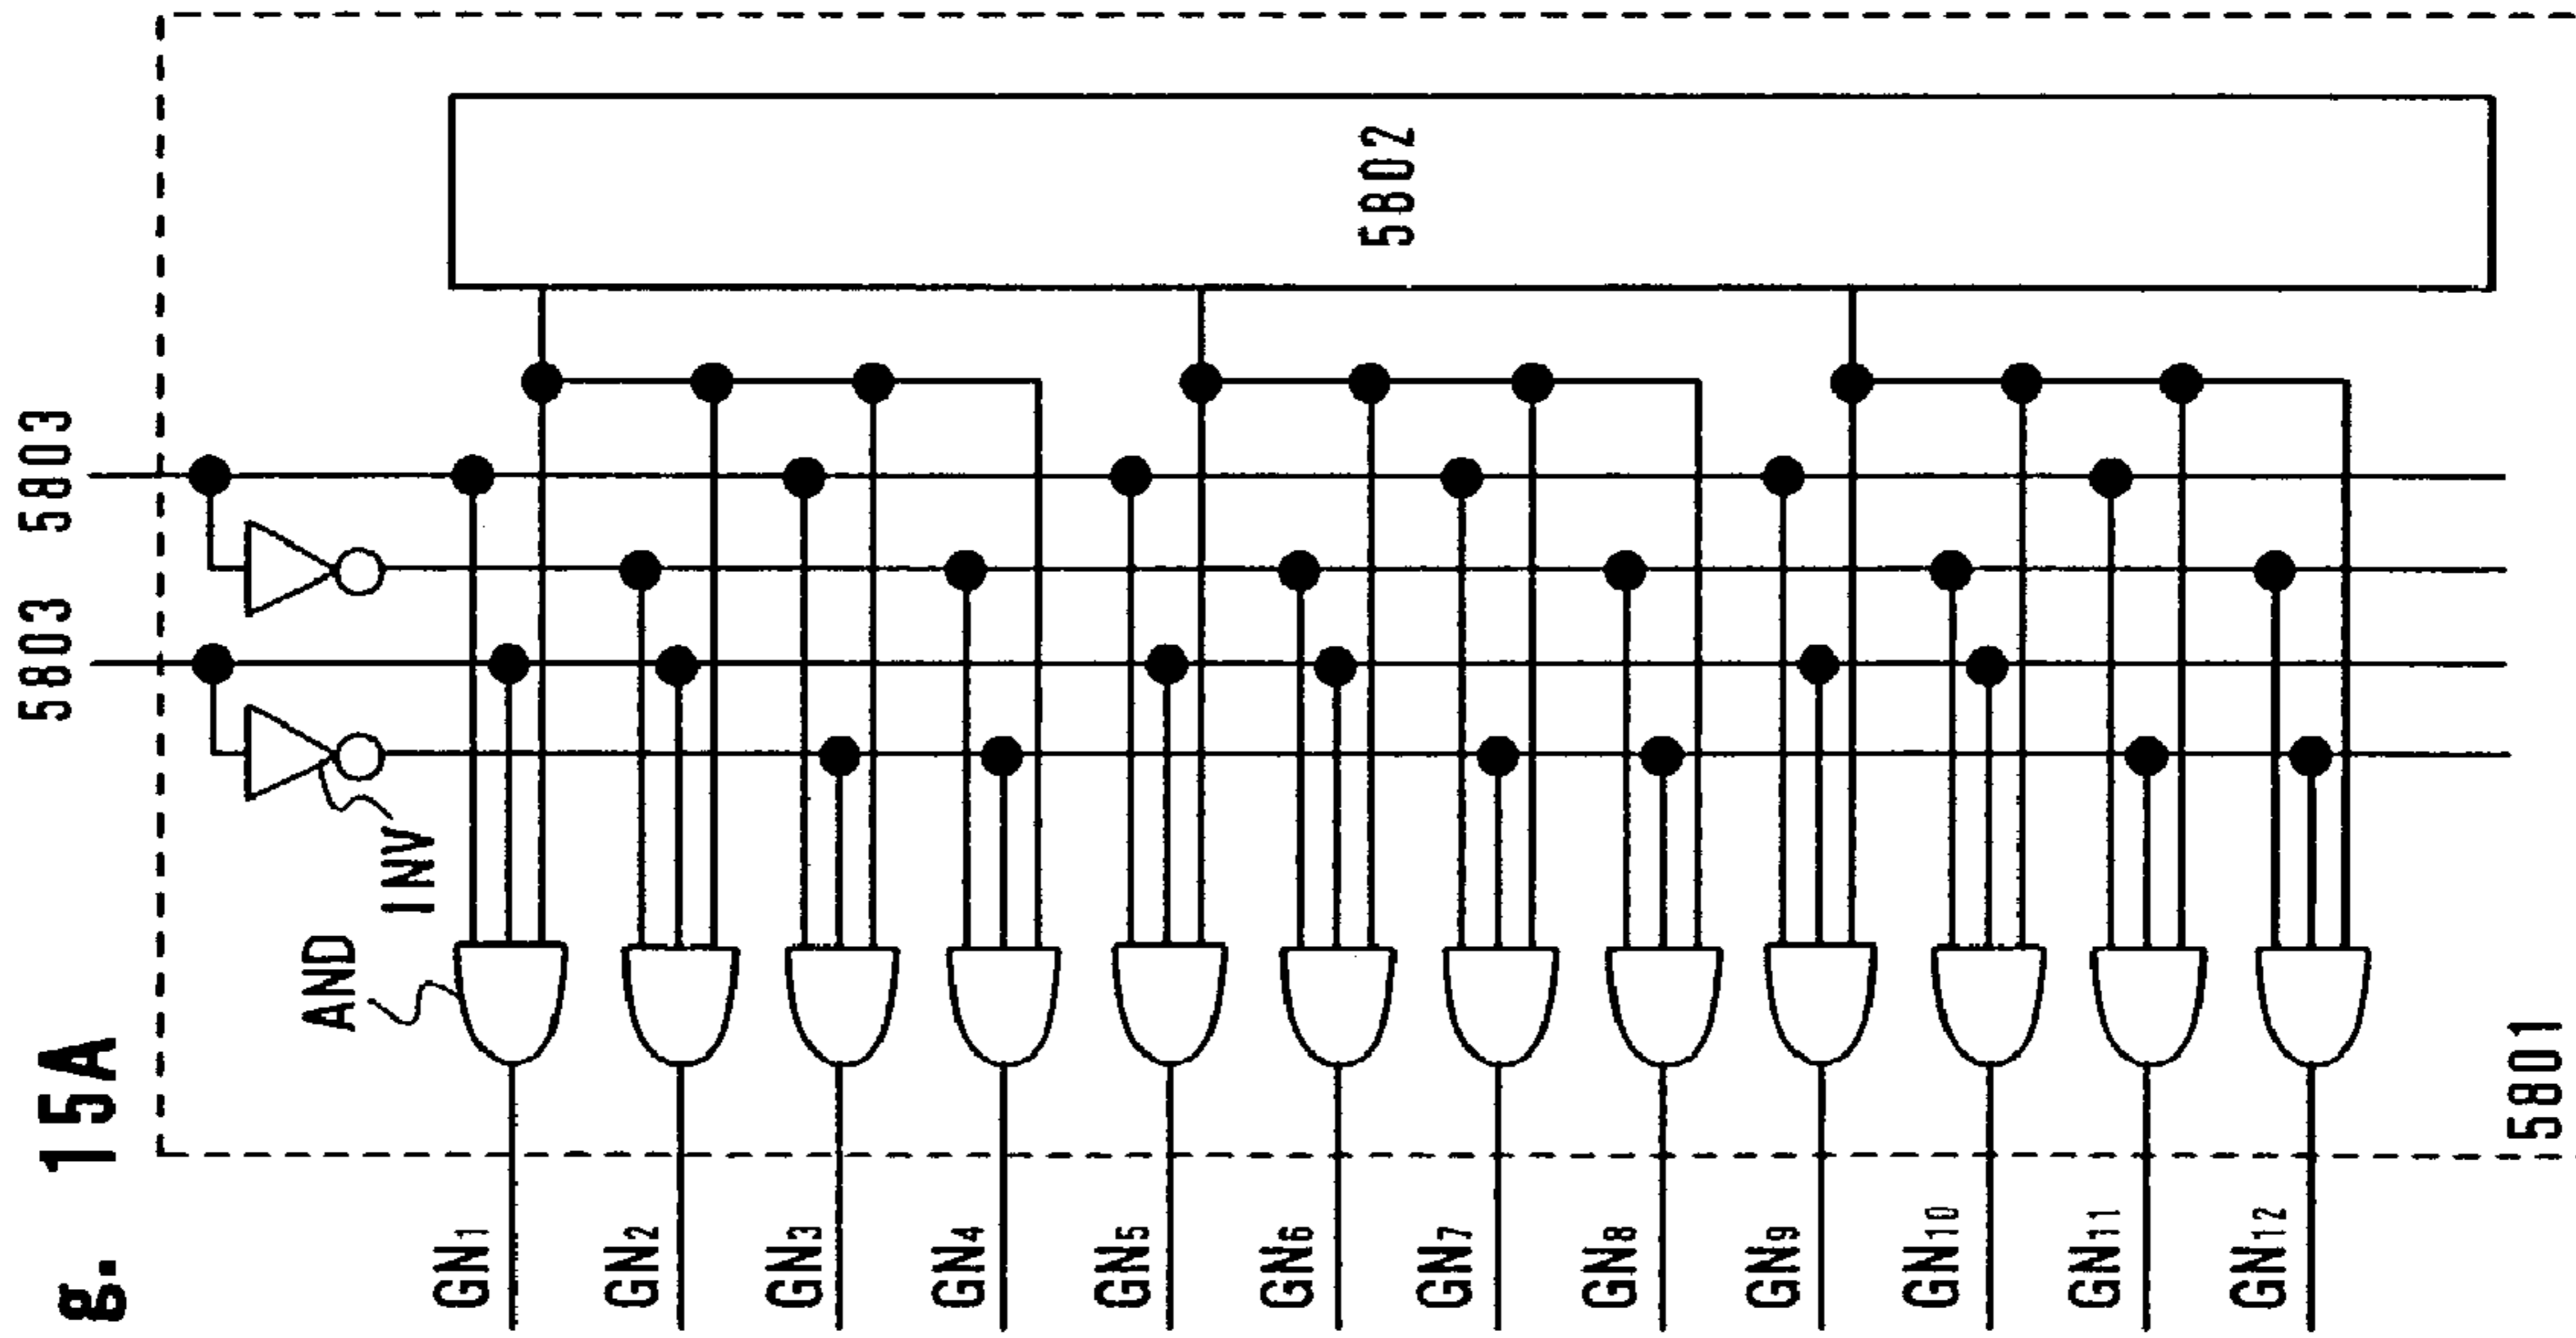 g. 15A
5803 5803
INV
AND
5802
GN1
GN2
GN3
GN4
GN5
GN6
GN7
GN8
GN9
GN10
GN11
GN12
5801